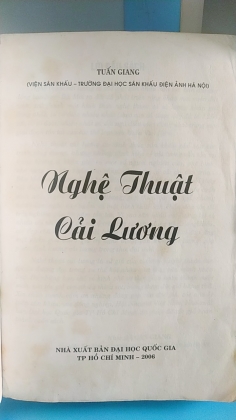 TUẤN GIANG
(VIỆN SÂN KHẤU – TRƯỜNG ĐẠI HỌC SÂN KHẤU ĐIỆN ẢNH HÀ NỘI)
Nghệ Thuật
Cải Lương
NHÀ XUẤT BẢN ĐẠI HỌC QUỐC GIA
TP HỒ CHÍ MINH – 2006